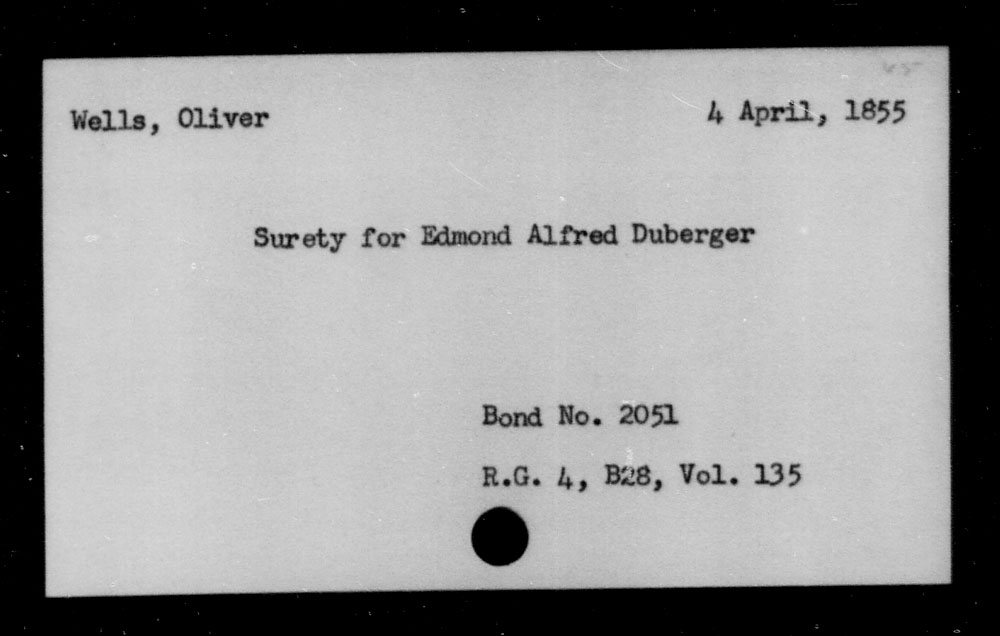 Wells, Oliver 4 April, 1855
Surety for Edmond Alfred Duberger
Bond No. 2051
R.G. 4, B28, Vol. 135